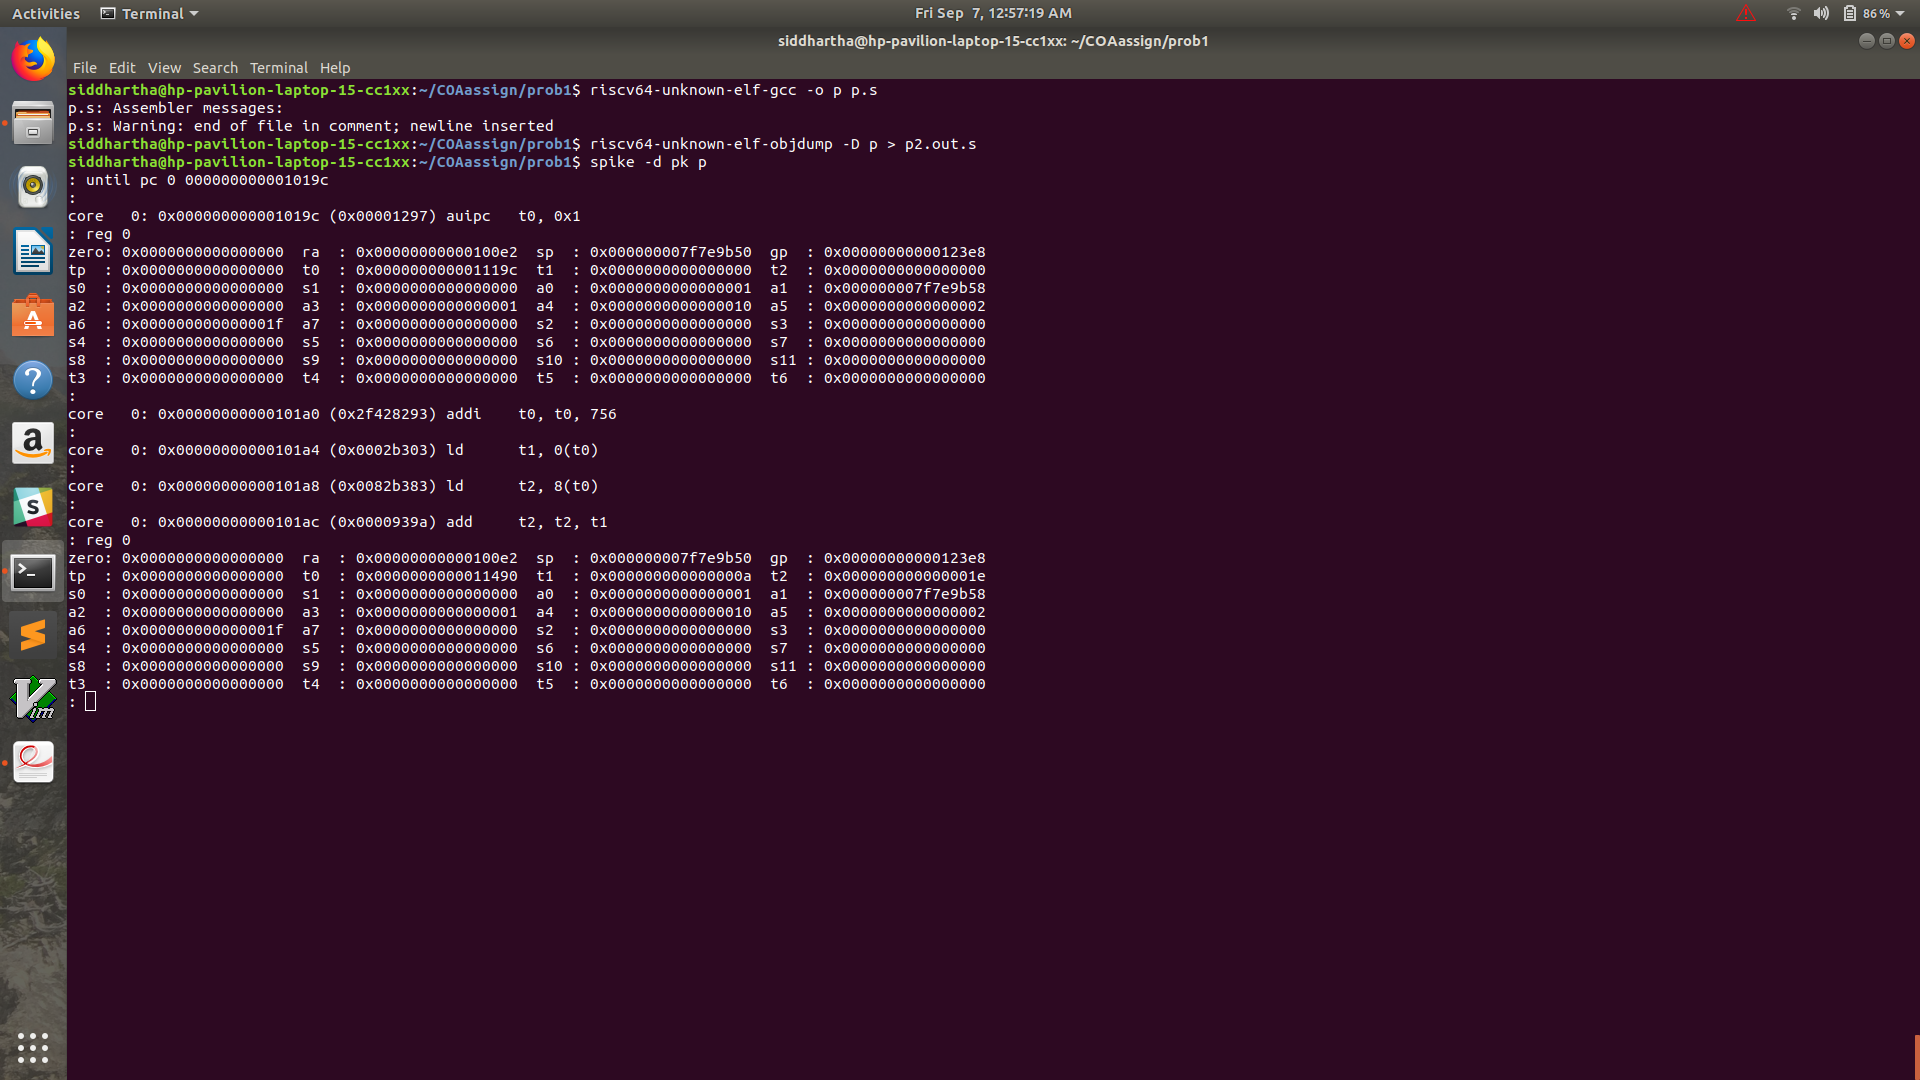 Activities Terminal Fri Sep 7, 12:57:19 AM 86%
siddhartha@hp-pavilion-laptop-15-cc1xx: ~/COAassign/prob1
File Edit View Search Terminal Help
siddhartha@hp-pavilion-laptop-15-cc1xx:~/COAassign/prob1$ riscv64-unknown-elf-gcc -o p p.s
p.s: Assembler messages:
p.s: Warning: end of file in comment; newline inserted
siddhartha@hp-pavilion-laptop-15-cc1xx:~/COAassign/prob1$ riscv64-unknown-elf-objdump -D p > p2.out.s
siddhartha@hp-pavilion-laptop-15-cc1xx:~/COAassign/prob1$ spike -d pk p
: until pc 0 000000000001019c
:
core   0: 0x000000000001019c (0x00001297) auipc   t0, 0x1
: reg 0
zero: 0x0000000000000000  ra  : 0x00000000000100e2  sp  : 0x000000007f7e9b50  gp  : 0x00000000000123e8
tp  : 0x0000000000000000  t0  : 0x000000000001119c  t1  : 0x0000000000000000  t2  : 0x0000000000000000
s0  : 0x0000000000000000  s1  : 0x0000000000000000  a0  : 0x0000000000000001  a1  : 0x000000007f7e9b58
a2  : 0x0000000000000000  a3  : 0x0000000000000001  a4  : 0x0000000000000010  a5  : 0x0000000000000002
a6  : 0x000000000000001f  a7  : 0x0000000000000000  s2  : 0x0000000000000000  s3  : 0x0000000000000000
s4  : 0x0000000000000000  s5  : 0x0000000000000000  s6  : 0x0000000000000000  s7  : 0x0000000000000000
s8  : 0x0000000000000000  s9  : 0x0000000000000000  s10 : 0x0000000000000000  s11 : 0x0000000000000000
t3  : 0x0000000000000000  t4  : 0x0000000000000000  t5  : 0x0000000000000000  t6  : 0x0000000000000000
:
core   0: 0x00000000000101a0 (0x2f428293) addi    t0, t0, 756
:
core   0: 0x00000000000101a4 (0x0002b303) ld      t1, 0(t0)
:
core   0: 0x00000000000101a8 (0x0082b383) ld      t2, 8(t0)
:
core   0: 0x00000000000101ac (0x0000939a) add     t2, t2, t1
: reg 0
zero: 0x0000000000000000  ra  : 0x00000000000100e2  sp  : 0x000000007f7e9b50  gp  : 0x00000000000123e8
tp  : 0x0000000000000000  t0  : 0x0000000000011490  t1  : 0x000000000000000a  t2  : 0x000000000000001e
s0  : 0x0000000000000000  s1  : 0x0000000000000000  a0  : 0x0000000000000001  a1  : 0x000000007f7e9b58
a2  : 0x0000000000000000  a3  : 0x0000000000000001  a4  : 0x0000000000000010  a5  : 0x0000000000000002
a6  : 0x000000000000001f  a7  : 0x0000000000000000  s2  : 0x0000000000000000  s3  : 0x0000000000000000
s4  : 0x0000000000000000  s5  : 0x0000000000000000  s6  : 0x0000000000000000  s7  : 0x0000000000000000
s8  : 0x0000000000000000  s9  : 0x0000000000000000  s10 : 0x0000000000000000  s11 : 0x0000000000000000
t3  : 0x0000000000000000  t4  : 0x0000000000000000  t5  : 0x0000000000000000  t6  : 0x0000000000000000
: